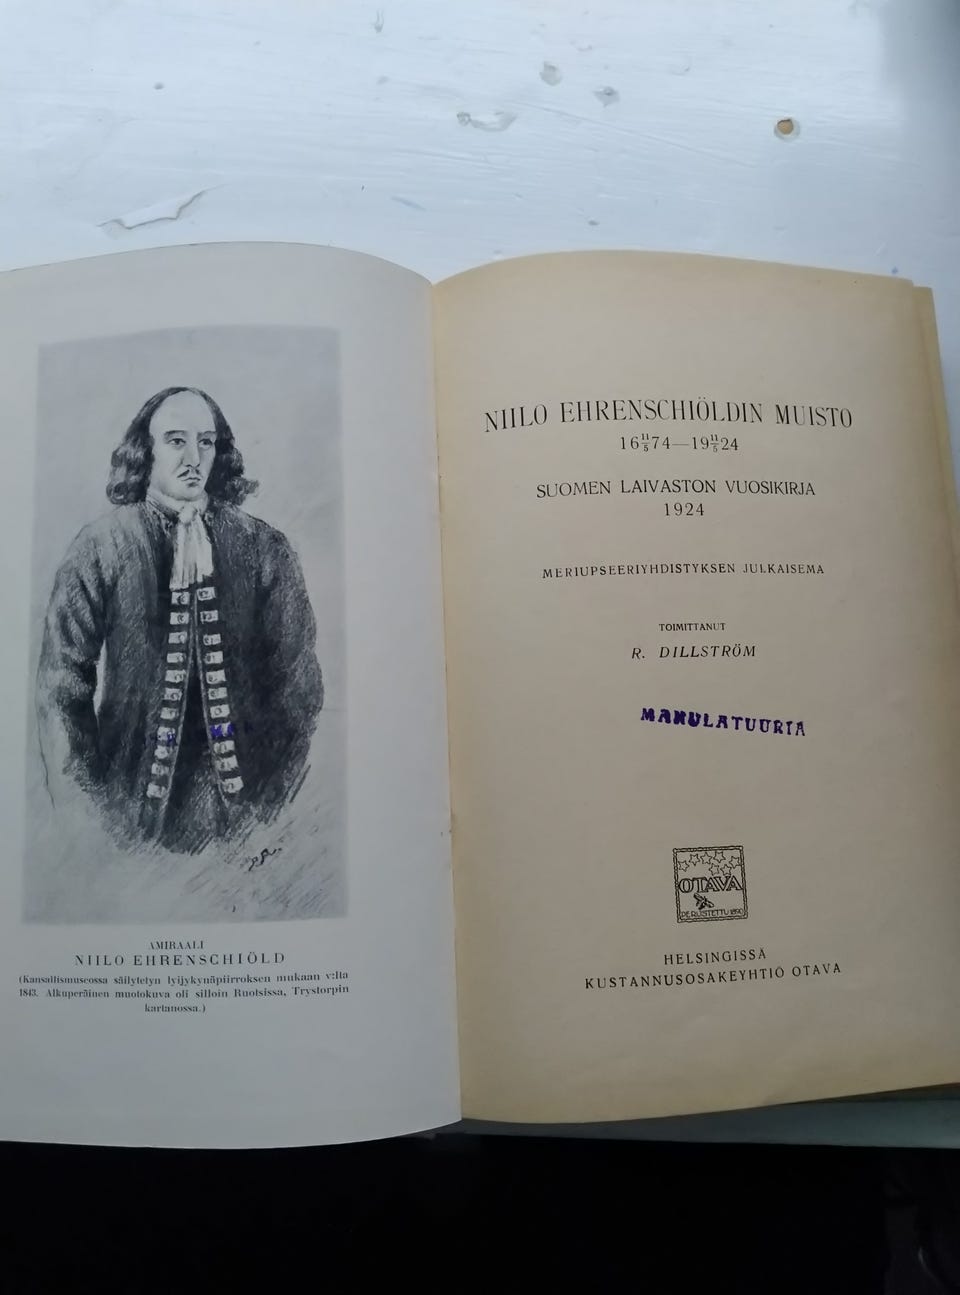 AMIRAALI
NIILO EHRENSCHIÖLD
(Kansallismuseossa säilytetyn lyijykynäpiirroksen mukaan v:lta
1843. Alkuperäinen muotokuva oli silloin Ruotsissa, Trystorpin
kartanossa.)
NIILO EHRENSCHIÖLDIN MUISTO
16 11/5 74—19 11/5 24
SUOMEN LAIVASTON VUOSIKIRJA
1924
MERIUPSEERIYHDISTYKSEN JULKAISEMA
TOIMITTANUT
R. DILLSTRÖM
MAKULATUURIA
OTAVA
PERUSTETTU 1890
HELSINGISSÄ
KUSTANNUSOSAKEYHTIÖ OTAVA